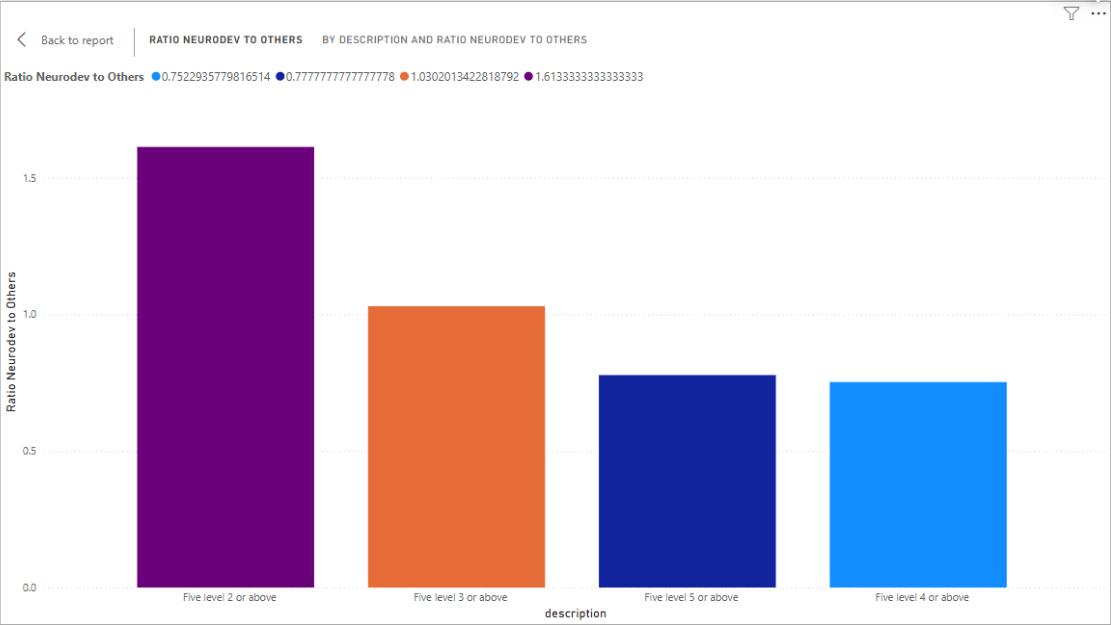 Back to report
RATIO NEURODEV TO OTHERS BY DESCRIPTION AND RATIO NEURODEV TO OTHERS
Ratio Neurodev to Others 0.7522935779816514 0.7777777777777778 1.0302013422818792 1.6133333333333333
Ratio Neurodev to Others
1.5
1.0
0.5
0.0
Five level 2 or above
Five level 3 or above
Five level 5 or above
Five level 4 or above
description